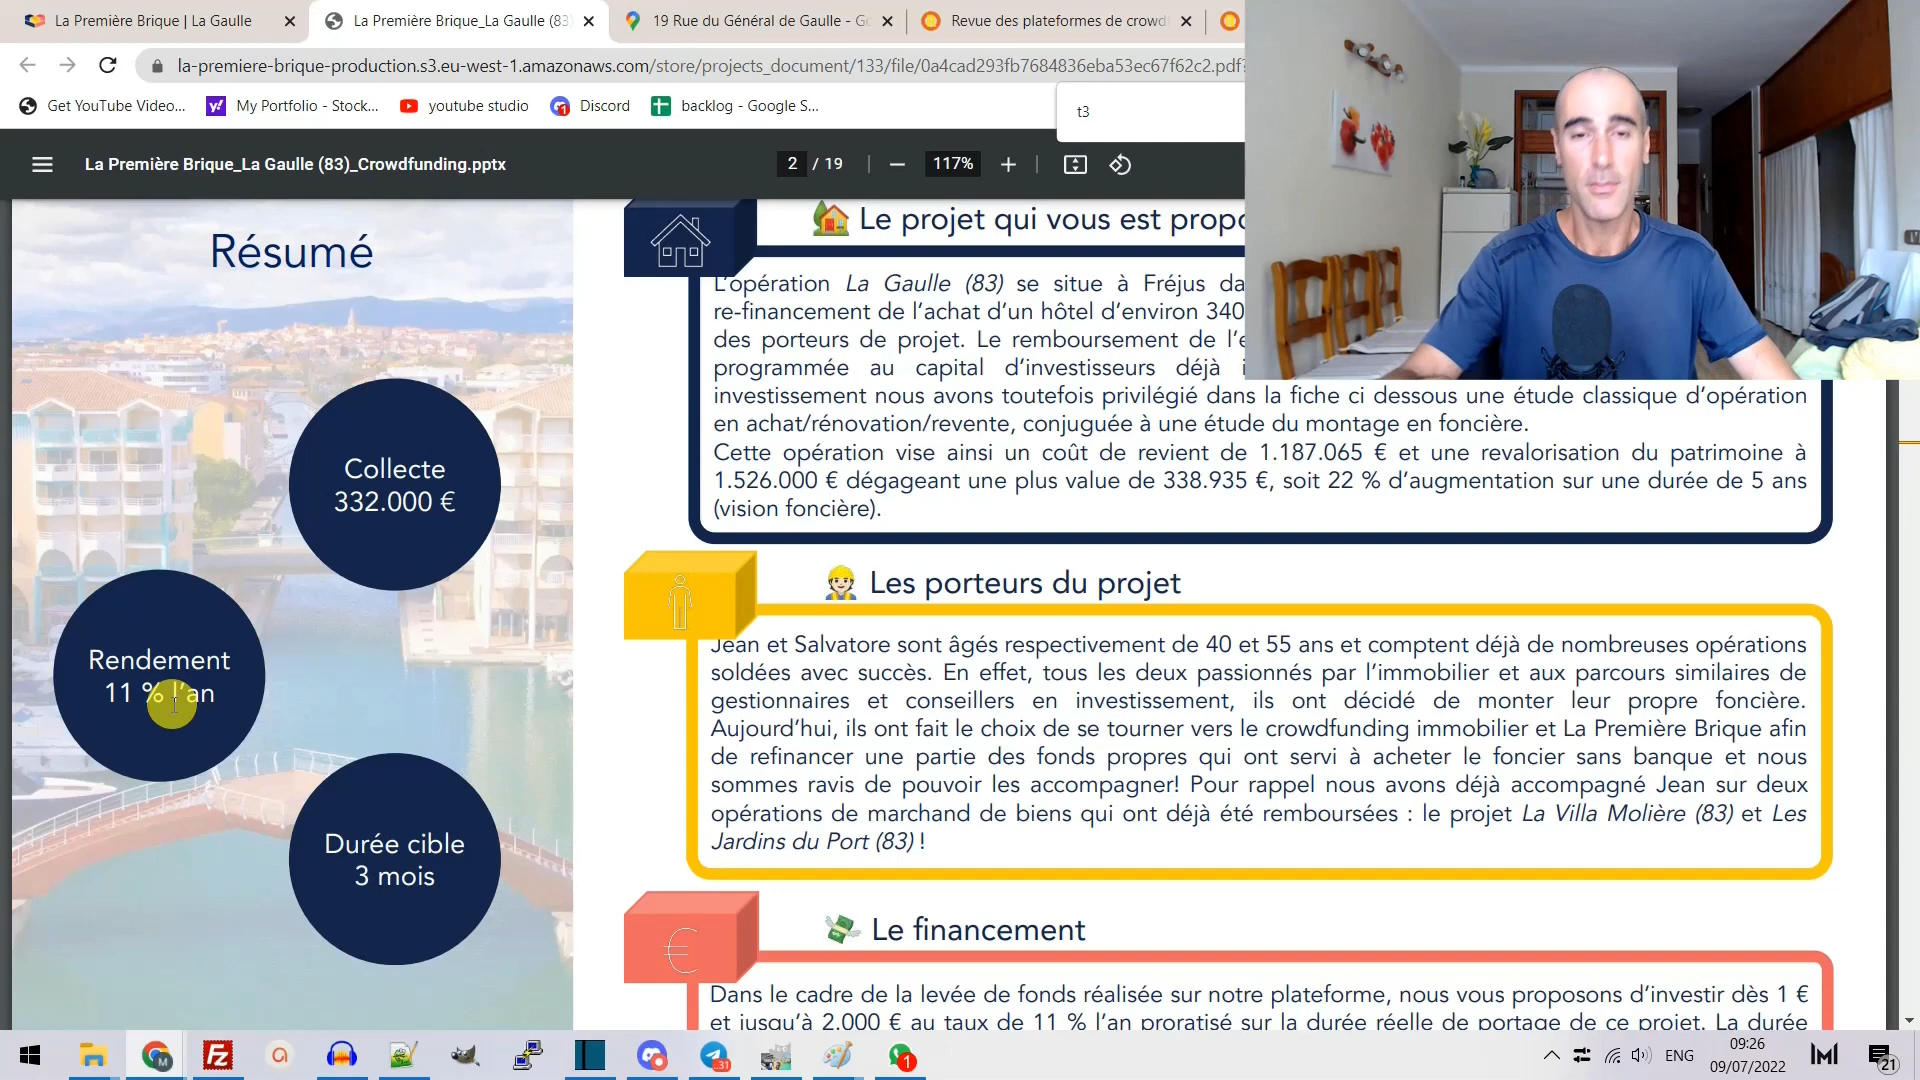 La Première Brique | La Gaulle
La Première Brique_La Gaulle (83)
19 Rue du Général de Gaulle - Go
Revue des plateformes de crowd
la-premiere-brique-production.s3.eu-west-1.amazonaws.com/store/projects_document/133/file/0a4cad293fb7684836eba53ec67f62c2.pdf?
Get YouTube Video...
My Portfolio - Stock...
youtube studio
Discord
backlog - Google S...
t3
La Première Brique_La Gaulle (83)_Crowdfunding.pptx
2 / 19
117%
Résumé
Collecte
332.000 €
Rendement
11 % l'an
Durée cible
3 mois
Le projet qui vous est propo
L'opération La Gaulle (83) se situe à Fréjus da
re-financement de l'achat d'un hôtel d'environ 340
des porteurs de projet. Le remboursement de l'e
programmée au capital d'investisseurs déjà i
investissement nous avons toutefois privilégié dans la fiche ci dessous une étude classique d'opération
en achat/rénovation/revente, conjuguée à une étude du montage en foncière.
Cette opération vise ainsi un coût de revient de 1.187.065 € et une revalorisation du patrimoine à
1.526.000 € dégageant une plus value de 338.935 €, soit 22 % d'augmentation sur une durée de 5 ans
(vision foncière).
Les porteurs du projet
Jean et Salvatore sont âgés respectivement de 40 et 55 ans et comptent déjà de nombreuses opérations
soldées avec succès. En effet, tous les deux passionnés par l'immobilier et aux parcours similaires de
gestionnaires et conseillers en investissement, ils ont décidé de monter leur propre foncière.
Aujourd'hui, ils ont fait le choix de se tourner vers le crowdfunding immobilier et La Première Brique afin
de refinancer une partie des fonds propres qui ont servi à acheter le foncier sans banque et nous
sommes ravis de pouvoir les accompagner! Pour rappel nous avons déjà accompagné Jean sur deux
opérations de marchand de biens qui ont déjà été remboursées : le projet La Villa Molière (83) et Les
Jardins du Port (83) !
Le financement
Dans le cadre de la levée de fonds réalisée sur notre plateforme, nous vous proposons d'investir dès 1 €
et jusqu'à 2.000 € au taux de 11 % l'an proratisé sur la durée réelle de portage de ce projet. La durée
ENG
09:26
09/07/2022
21